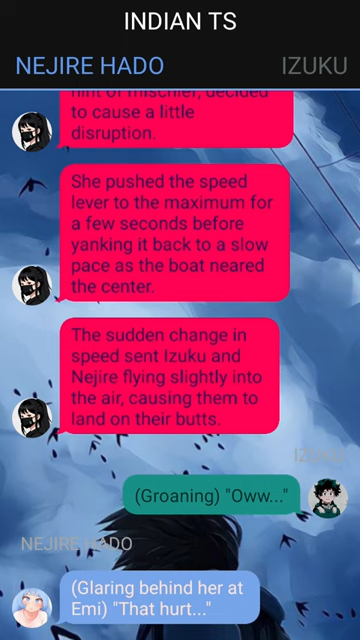 INDIAN TS
NEJIRE HADO
IZUKU
hint of mischief, decided
to cause a little
disruption.
She pushed the speed
lever to the maximum for
a few seconds before
yanking it back to a slow
pace as the boat neared
the center.
The sudden change in
speed sent Izuku and
Nejire flying slightly into
the air, causing them to
land on their butts.
IZUKU
(Groaning) "Oww..."
NEJIRE HADO
(Glaring behind her at
Emi) "That hurt..."